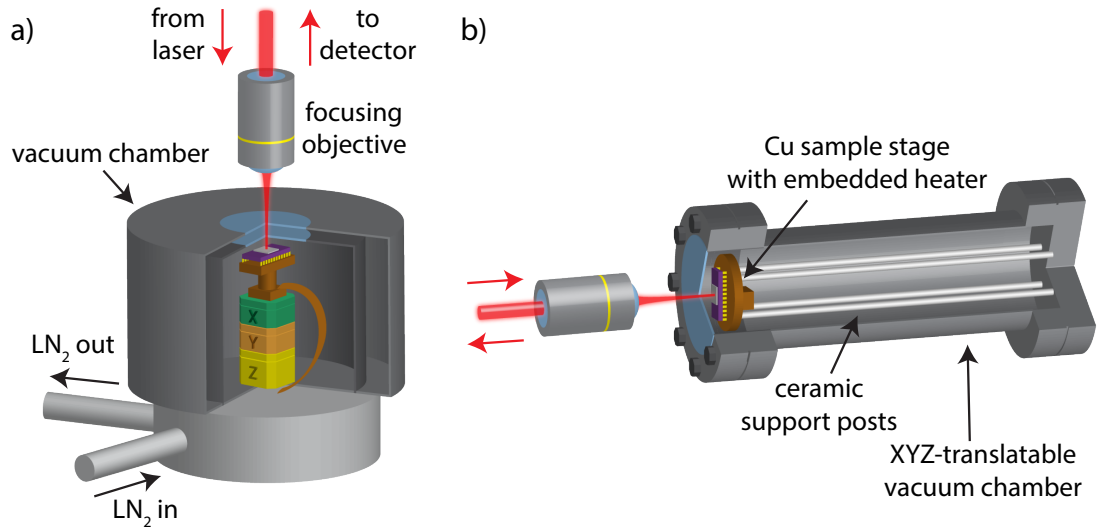 a)
from
laser
to
detector
focusing
objective
vacuum chamber
X
Y
Z
LN2 out
LN2 in
b)
Cu sample stage
with embedded heater
ceramic
support posts
XYZ-translatable
vacuum chamber